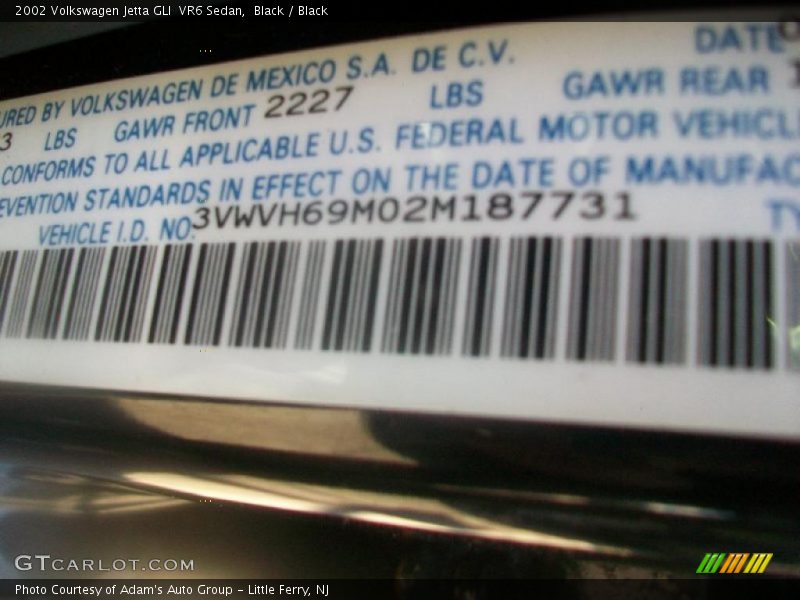 2002 Volkswagen Jetta GLI  VR6 Sedan,  Black / Black
DATE
URED BY VOLKSWAGEN DE MEXICO S.A. DE C.V.
3 LBS GAWR FRONT 2227 LBS GAWR REAR 1
CONFORMS TO ALL APPLICABLE U.S. FEDERAL MOTOR VEHICL
EVENTION STANDARDS IN EFFECT ON THE DATE OF MANUFAC
VEHICLE I.D. NO: 3VWVH69M02M187731 TY
GTCARLOT.COM
Photo Courtesy of Adam's Auto Group - Little Ferry, NJ